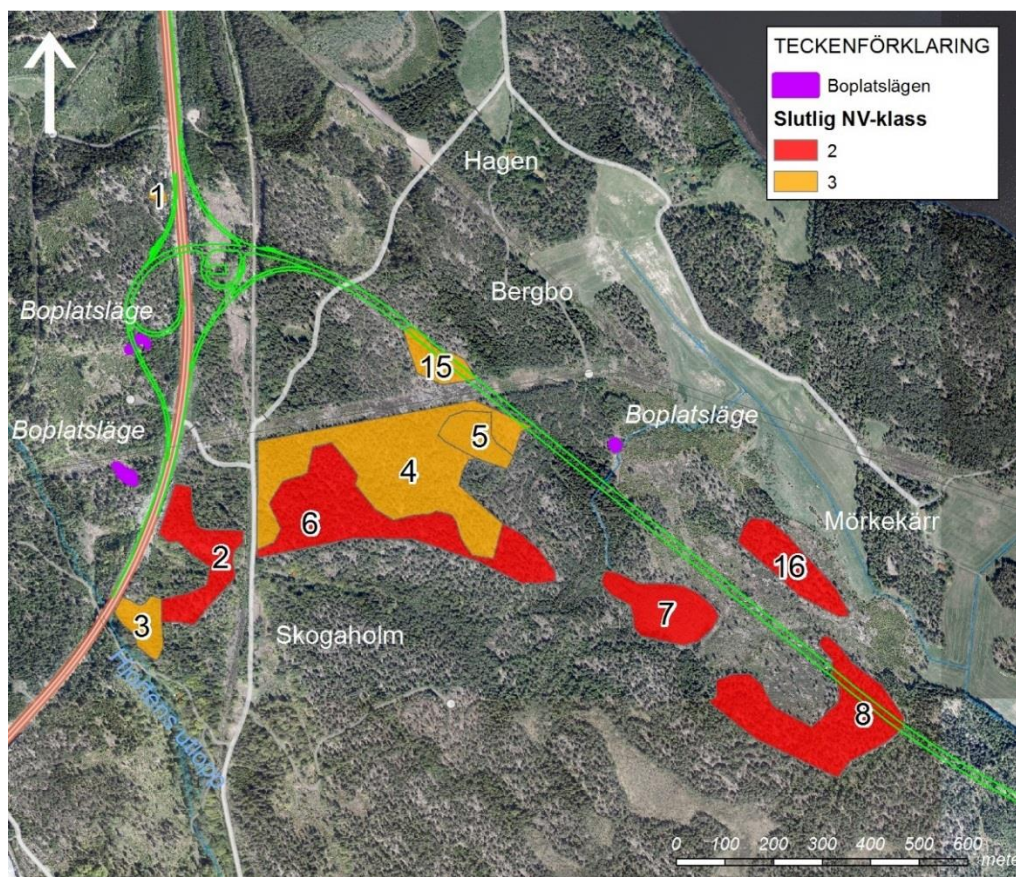 TECKENFÖRKLARING
Boplatslägen
Slutlig NV-klass
2
3
Hagen
1
Bergbo
Boplatsläge
15
Boplatsläge
Boplatsläge
5
4
Mörkekärr
6
2
16
7
3
Skogaholm
8
0 100 200 300 400 500 600
mete